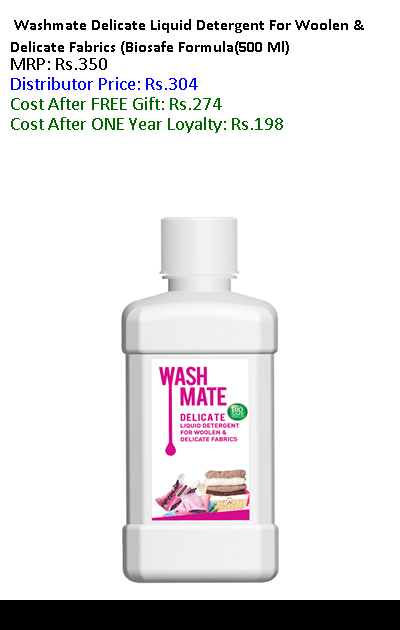 Washmate Delicate Liquid Detergent For Woolen &
Delicate Fabrics (Biosafe Formula(500 Ml)
MRP: Rs.350
Distributor Price: Rs.304
Cost After FREE Gift: Rs.274
Cost After ONE Year Loyalty: Rs.198
WASH
MATE
DELICATE
Bio
SAFE
LIQUID DETERGENT
FOR WOOLEN &
DELICATE FABRICS